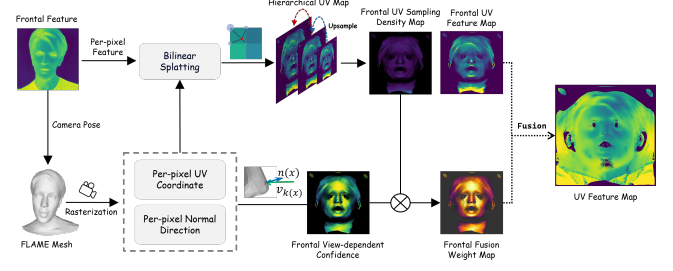 Frontal Feature
Per-pixel
Feature
Bilinear
Splatting
Hierarchical UV Map
Upsample
Frontal UV Sampling
Density Map
Frontal UV
Feature Map
Camera Pose
Fusion
Per-pixel UV
Coordinate
Per-pixel Normal
Direction
Rasterization
n(x)
v_k(x)
FLAME Mesh
Frontal View-dependent
Confidence
Frontal Fusion
Weight Map
UV Feature Map